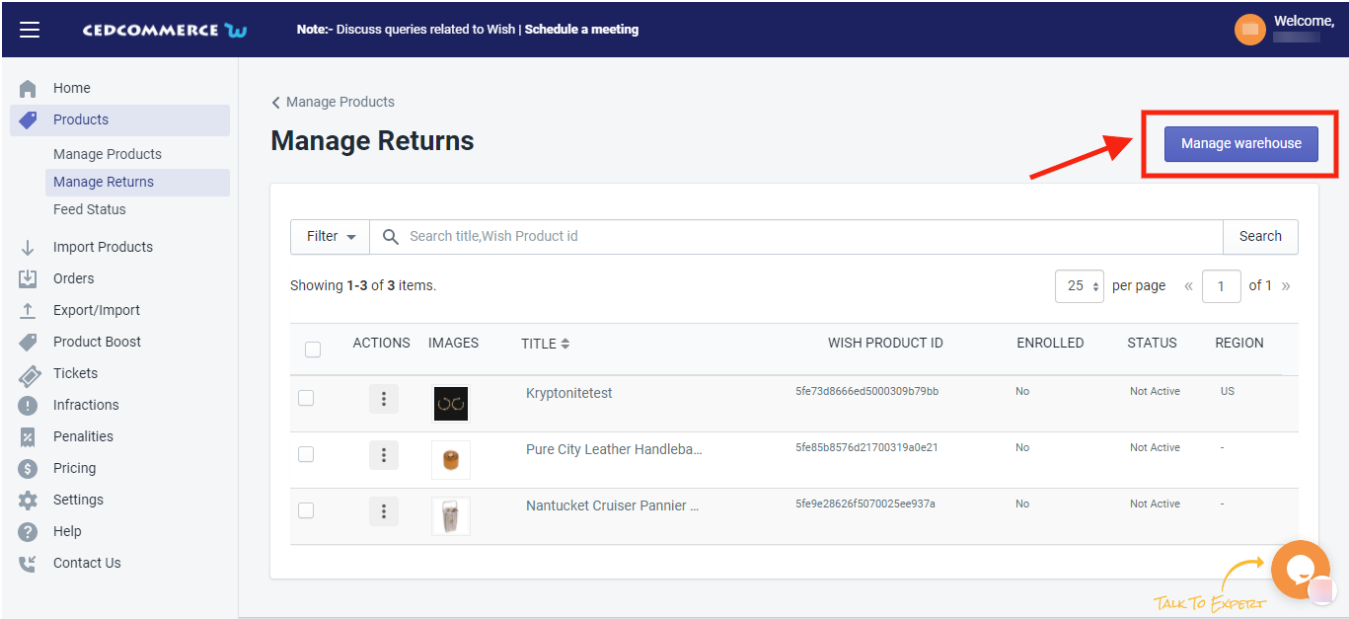 CEDCOMMERCE
Note:- Discuss queries related to Wish | Schedule a meeting
Welcome,
Home
Products
Manage Products
Manage Returns
Feed Status
Import Products
Orders
Export/Import
Product Boost
Tickets
Infractions
Penalities
Pricing
Settings
Help
Contact Us
Manage Products
Manage Returns
Manage warehouse
Filter
Search title,Wish Product id
Search
Showing 1-3 of 3 items.
25 per page « 1 of 1 »
ACTIONS IMAGES TITLE WISH PRODUCT ID ENROLLED STATUS REGION
Kryptonitetest 5fe73d8666ed5000309b79bb No Not Active US
Pure City Leather Handleba... 5fe85b8576d21700319a0e21 No Not Active -
Nantucket Cruiser Pannier ... 5fe9e28626f5070025ee937a No Not Active -
TALK TO EXPERT